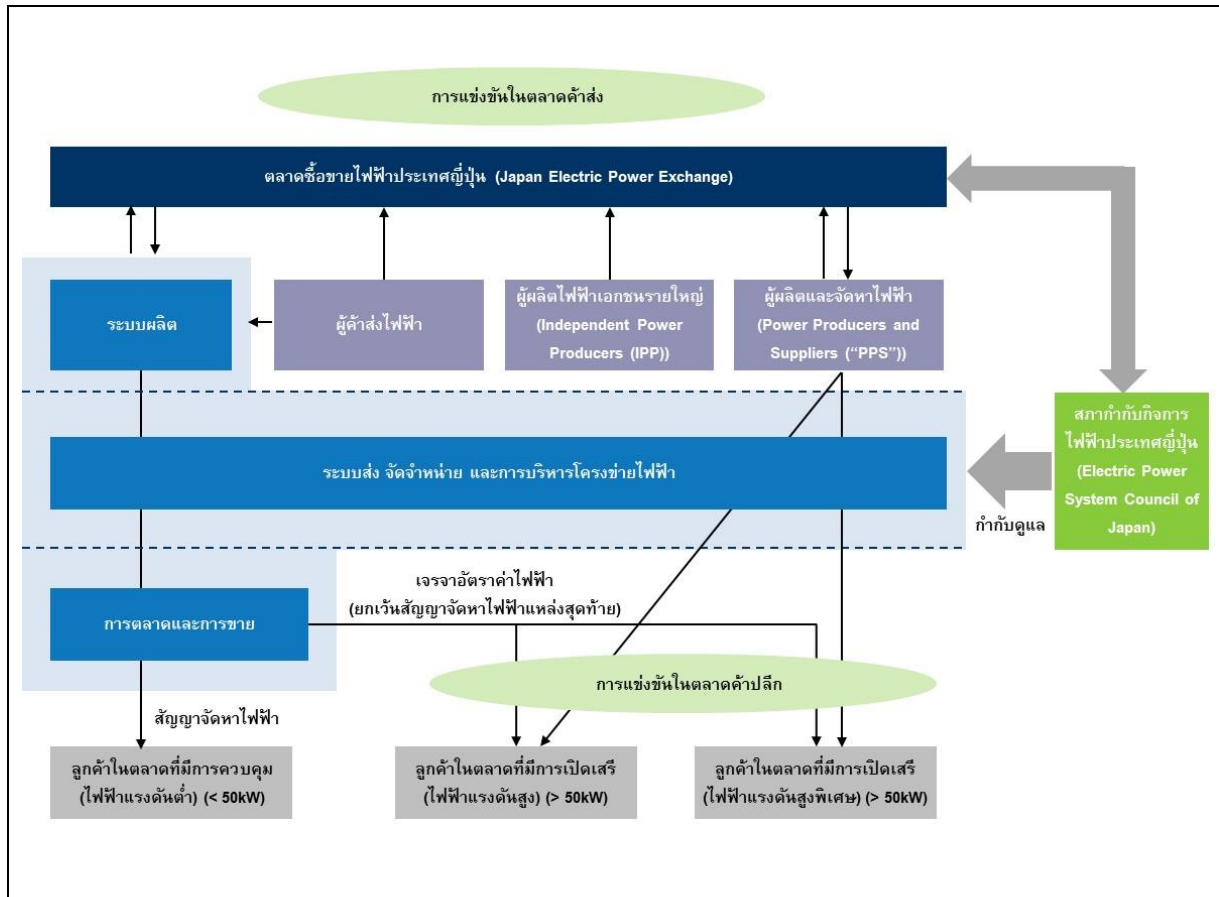 การแข่งขันในตลาดค้าส่ง
ตลาดซื้อขายไฟฟ้าประเทศญี่ปุ่น (Japan Electric Power Exchange)
ระบบผลิต
ผู้ค้าส่งไฟฟ้า
ผู้ผลิตไฟฟ้าเอกชนรายใหญ่
(Independent Power
Producers (IPP))
ผู้ผลิตและจัดหาไฟฟ้า
(Power Producers and
Suppliers (“PPS”))
สภากำกับกิจการ
ไฟฟ้าประเทศญี่ปุ่น
(Electric Power
System Council of
Japan)
ระบบส่ง จัดจำหน่าย และการบริหารโครงข่ายไฟฟ้า
กำกับดูแล
เจรจาอัตราค่าไฟฟ้า
(ยกเว้นสัญญาจัดหาไฟฟ้าแหล่งสุดท้าย)
การตลาดและการขาย
การแข่งขันในตลาดค้าปลีก
สัญญาจัดหาไฟฟ้า
ลูกค้าในตลาดที่มีการควบคุม
(ไฟฟ้าแรงดันต่ำ) (< 50kW)
ลูกค้าในตลาดที่มีการเปิดเสรี
(ไฟฟ้าแรงดันสูง) (> 50kW)
ลูกค้าในตลาดที่มีการเปิดเสรี
(ไฟฟ้าแรงดันสูงพิเศษ) (> 50kW)